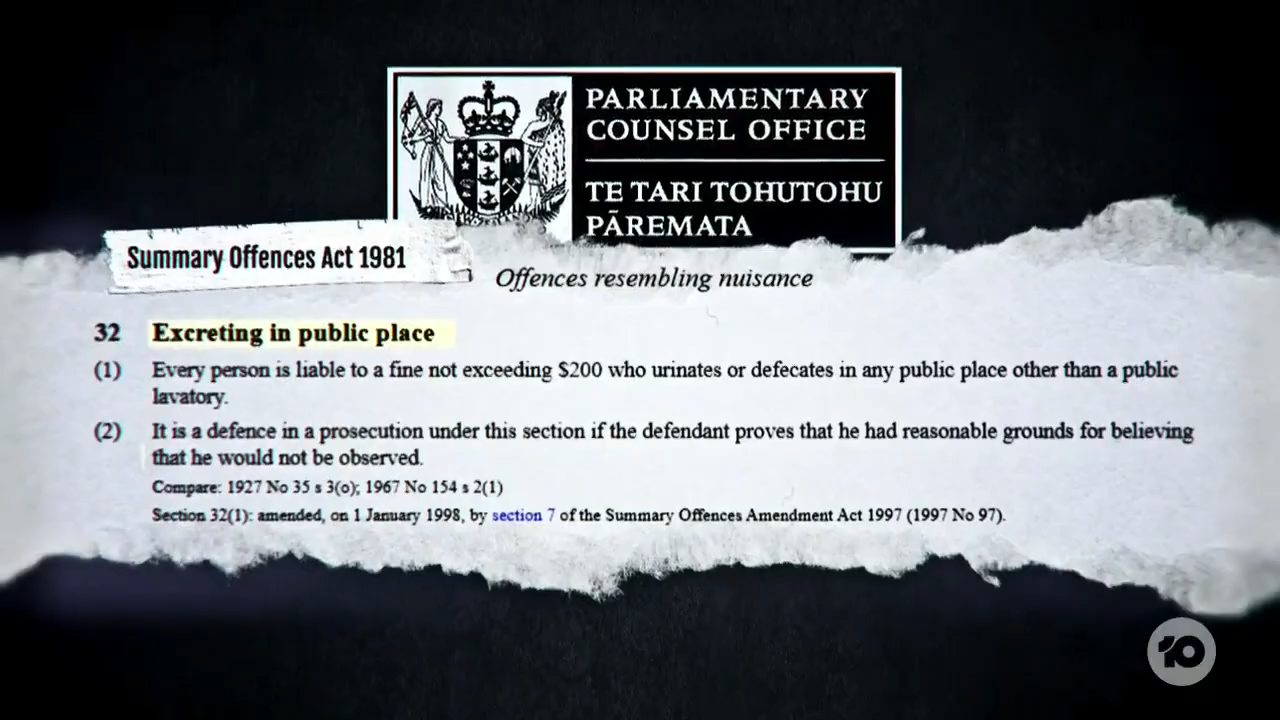 PARLIAMENTARY
COUNSEL OFFICE
TE TARI TOHUTOHU
PĀREMATA
Summary Offences Act 1981
Offences resembling nuisance
32 Excreting in public place
(1) Every person is liable to a fine not exceeding $200 who urinates or defecates in any public place other than a public
lavatory.
(2) It is a defence in a prosecution under this section if the defendant proves that he had reasonable grounds for believing
that he would not be observed.
Compare: 1927 No 35 s 3(o); 1967 No 154 s 2(1)
Section 32(1): amended, on 1 January 1998, by section 7 of the Summary Offences Amendment Act 1997 (1997 No 97).
10